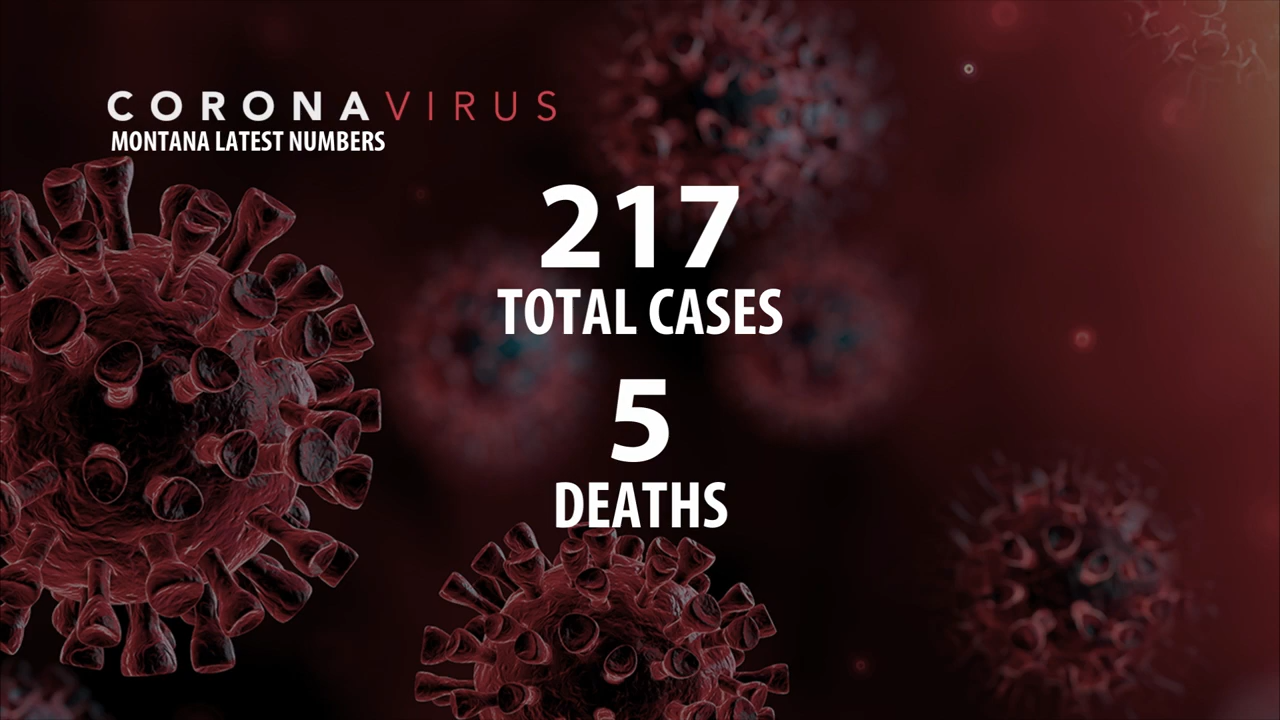 CORONAVIRUS
MONTANA LATEST NUMBERS
217
TOTAL CASES
5
DEATHS